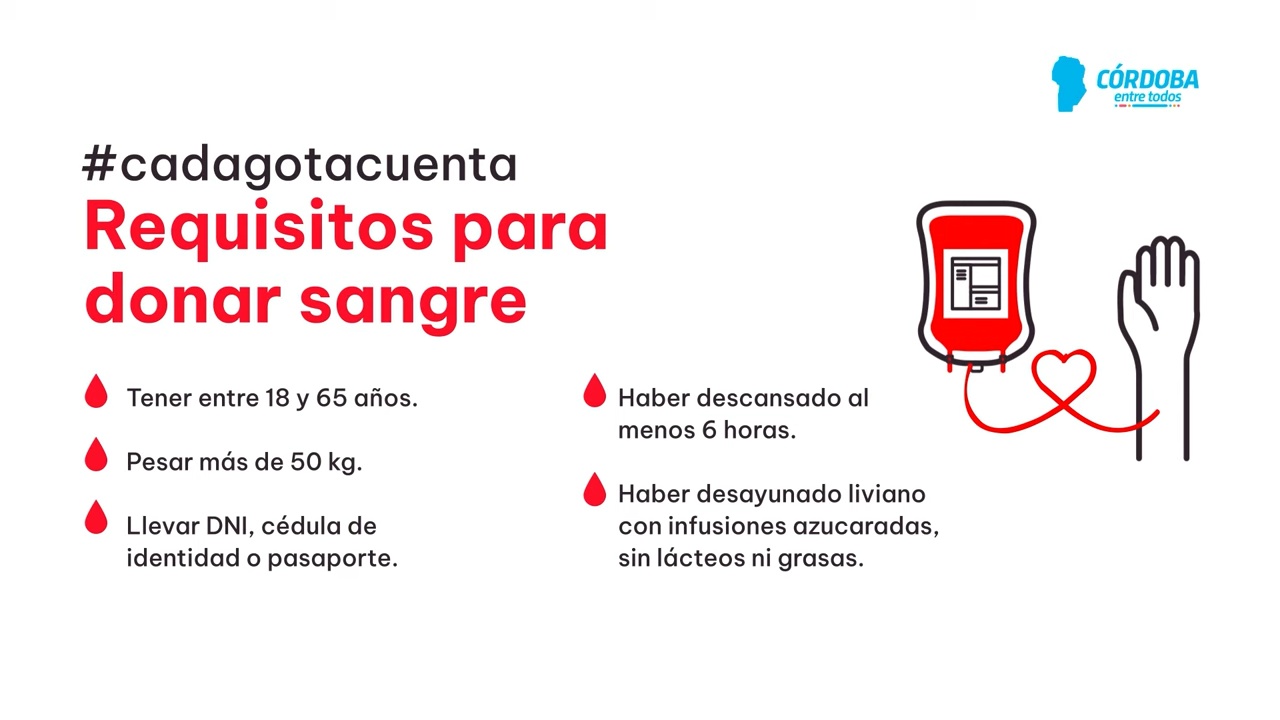 CÓRDOBA
entre todos
#cadagotacuenta
Requisitos para
donar sangre
Tener entre 18 y 65 años.
Pesar más de 50 kg.
Llevar DNI, cédula de
identidad o pasaporte.
Haber descansado al
menos 6 horas.
Haber desayunado liviano
con infusiones azucaradas,
sin lácteos ni grasas.